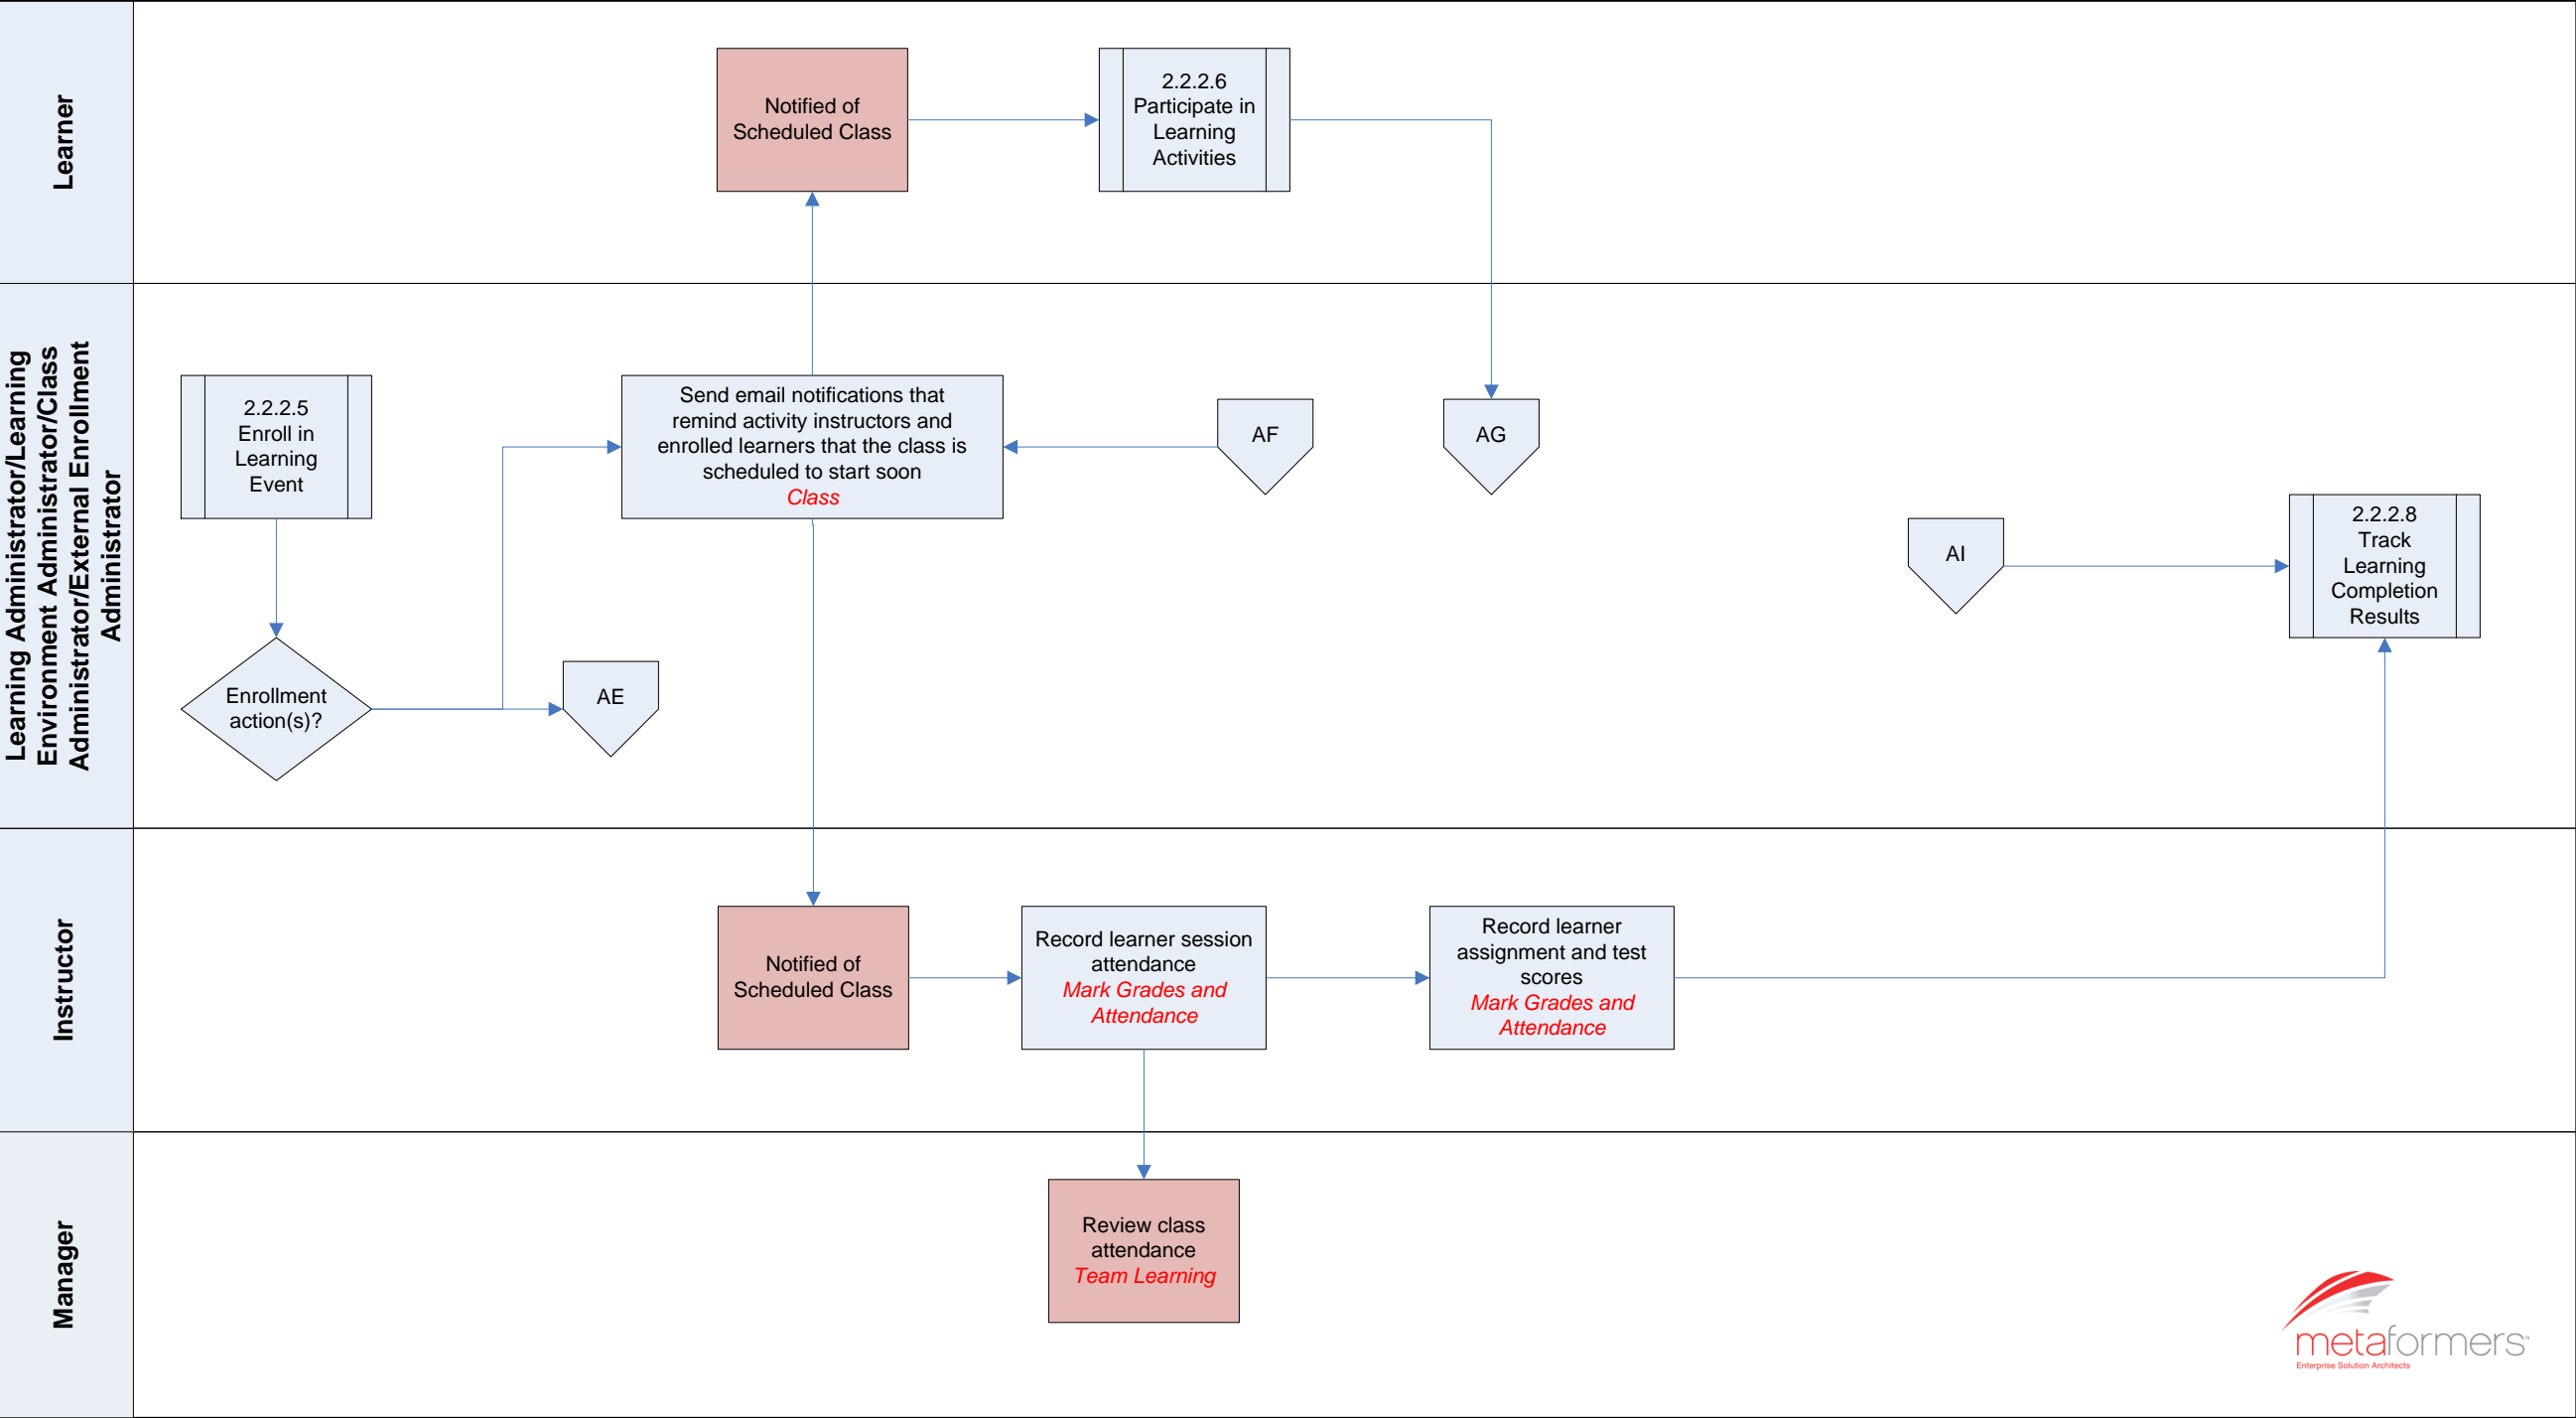 Learner
Notified of
Scheduled Class
2.2.2.6
Participate in
Learning
Activities
Learning Administrator/Learning
Environment Administrator/Class
Administrator/External Enrollment
Administrator
2.2.2.5
Enroll in
Learning
Event
Send email notifications that
remind activity instructors and
enrolled learners that the class is
scheduled to start soon
Class
AF
AG
AI
2.2.2.8
Track
Learning
Completion
Results
Enrollment
action(s)?
AE
Instructor
Notified of
Scheduled Class
Record learner session
attendance
Mark Grades and
Attendance
Record learner
assignment and test
scores
Mark Grades and
Attendance
Manager
Review class
attendance
Team Learning
metaformers
Enterprise Solution Architects